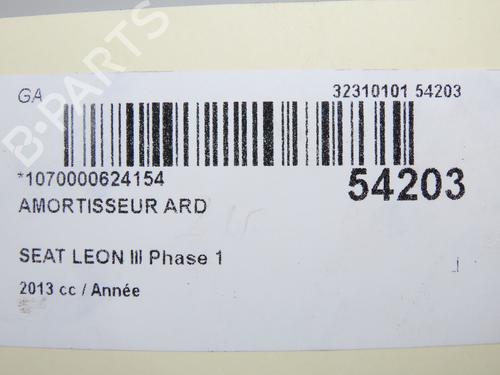 GA
32310101 54203
*1070000624154
54203
AMORTISSEUR ARD
SEAT LEON III Phase 1
2013 cc / Année
B-PARTS